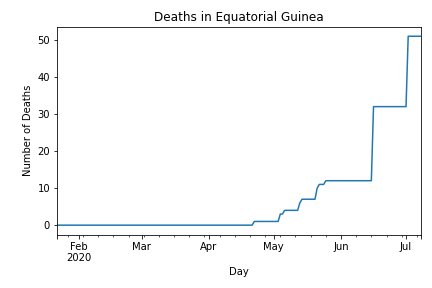 Deaths in Equatorial Guinea
50
40
30
20
10
0
Number of Deaths
Feb
2020
Mar
Apr
May
Jun
Jul
Day